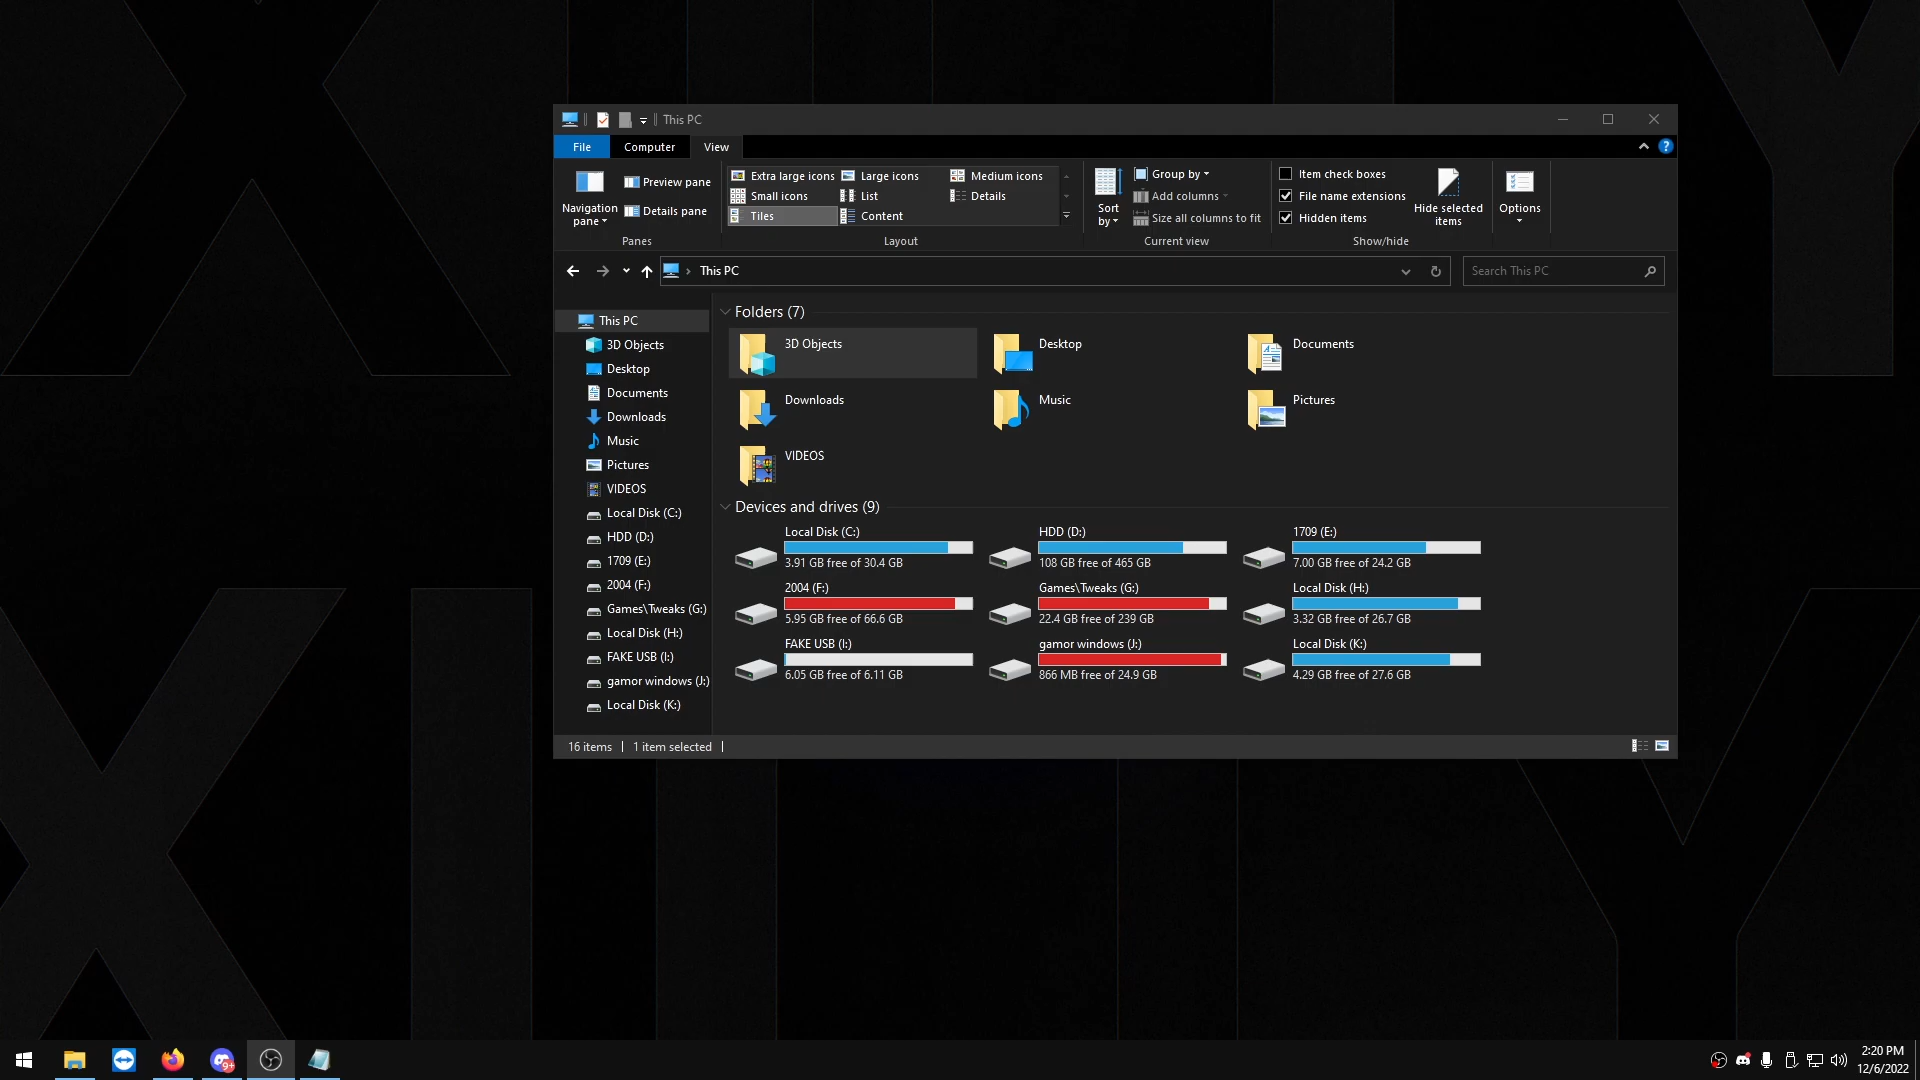 This PC
File Computer View
Navigation pane
Preview pane
Details pane
Panes
Extra large icons Large icons Medium icons
Small icons List Details
Tiles Content
Layout
Sort by
Group by
Add columns
Size all columns to fit
Current view
Item check boxes
File name extensions
Hidden items
Hide selected items
Show/hide
Options
This PC
Search This PC
This PC
3D Objects
Desktop
Documents
Downloads
Music
Pictures
VIDEOS
Local Disk (C:)
HDD (D:)
1709 (E:)
2004 (F:)
Games\Tweaks (G:)
Local Disk (H:)
FAKE USB (I:)
gamor windows (J:)
Local Disk (K:)
Folders (7)
3D Objects Desktop Documents
Downloads Music Pictures
VIDEOS
Devices and drives (9)
Local Disk (C:) HDD (D:) 1709 (E:)
3.91 GB free of 30.4 GB 108 GB free of 465 GB 7.00 GB free of 24.2 GB
2004 (F:) Games\Tweaks (G:) Local Disk (H:)
5.95 GB free of 66.6 GB 22.4 GB free of 239 GB 3.32 GB free of 26.7 GB
FAKE USB (I:) gamor windows (J:) Local Disk (K:)
6.05 GB free of 6.11 GB 866 MB free of 24.9 GB 4.29 GB free of 27.6 GB
16 items 1 item selected
9+
2:20 PM
12/6/2022